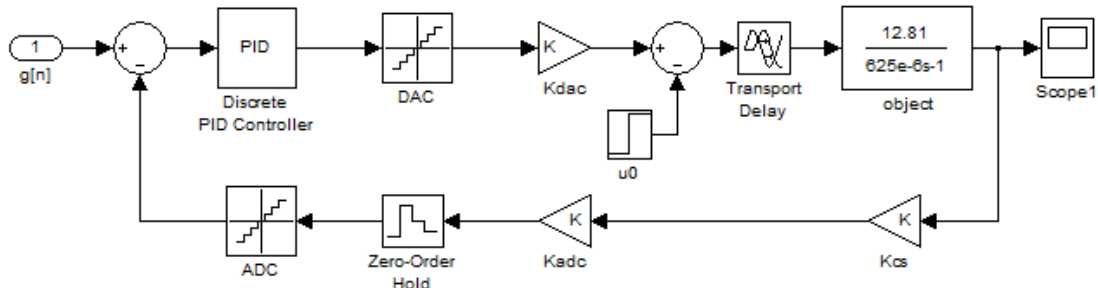 1
g[n]
+
−
PID
Discrete
PID Controller
DAC
K
Kdac
+
−
u0
Transport
Delay
12.81
625e-6s-1
object
Scope1
ADC
Zero-Order
Hold
K
Kadc
K
Kcs